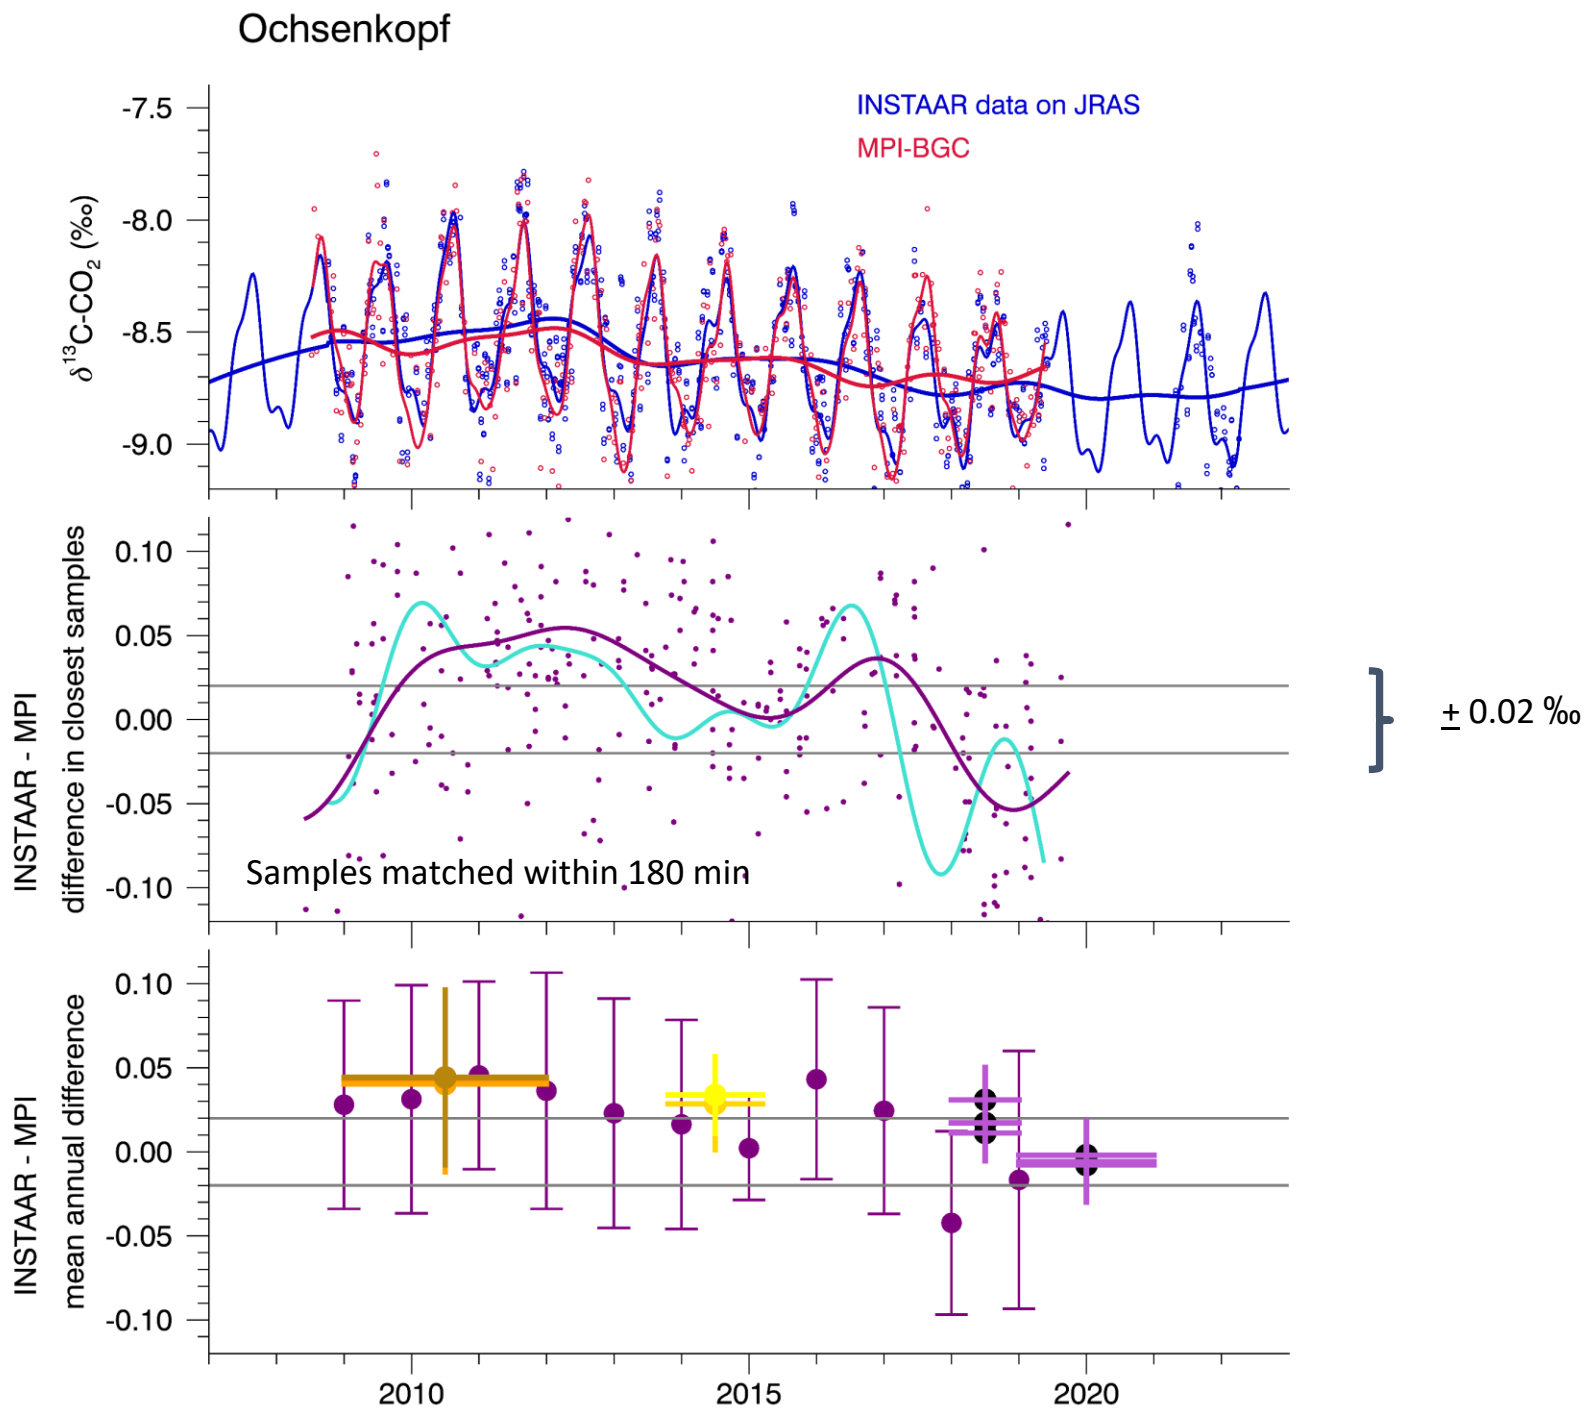 Ochsenkopf
INSTAAR data on JRAS
MPI-BGC
δ¹³C-CO₂ (‰)
-7.5
-8.0
-8.5
-9.0
INSTAAR - MPI
difference in closest samples
0.10
0.05
0.00
-0.05
-0.10
Samples matched within 180 min
± 0.02 ‰
INSTAAR - MPI
mean annual difference
0.10
0.05
0.00
-0.05
-0.10
2010 2015 2020